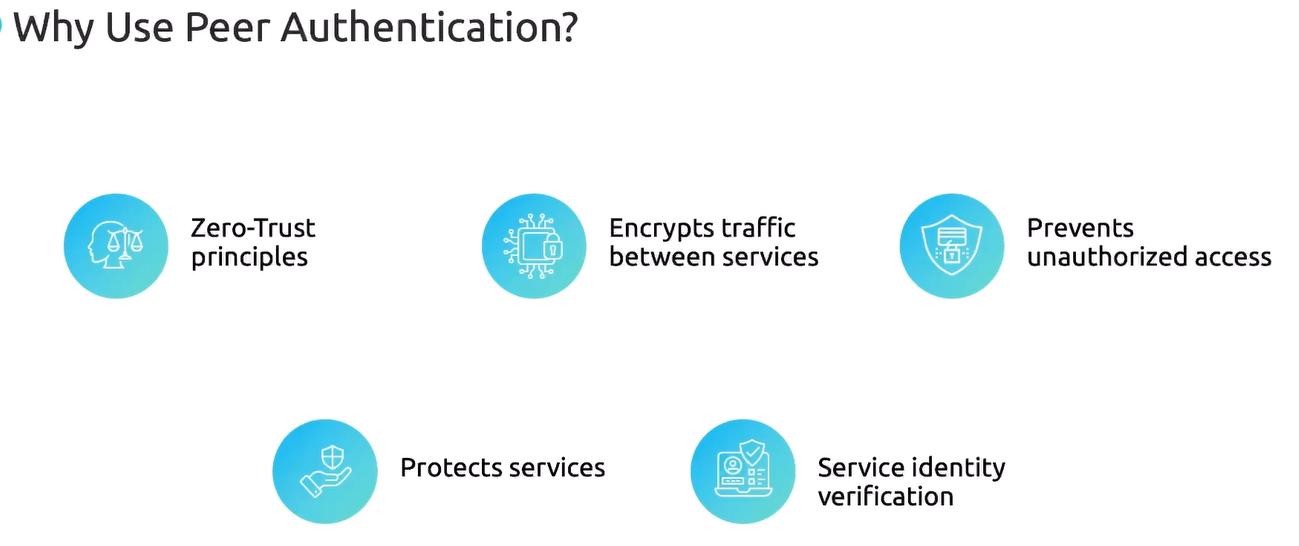 Why Use Peer Authentication?
Zero-Trust
principles
Encrypts traffic
between services
Prevents
unauthorized access
Protects services
Service identity
verification